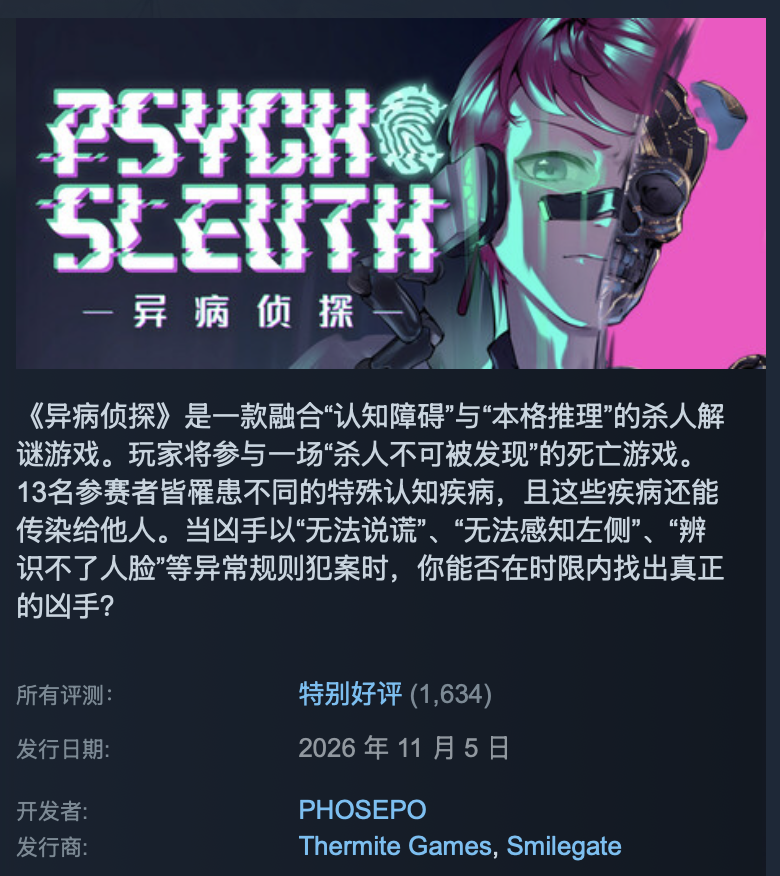 PSYCHO
SLEUTH
—异病侦探—
《异病侦探》是一款融合“认知障碍”与“本格推理”的杀人解
谜游戏。玩家将参与一场“杀人不可被发现”的死亡游戏。
13名参赛者皆罹患不同的特殊认知疾病，且这些疾病还能
传染给他人。当凶手以“无法说谎”、“无法感知左侧”、“辨
识不了人脸”等异常规则犯案时，你能否在时限内找出真正
的凶手?
所有评测: 特别好评 (1,634)
发行日期: 2026 年 11 月 5 日
开发者: PHOSEPO
发行商: Thermite Games, Smilegate